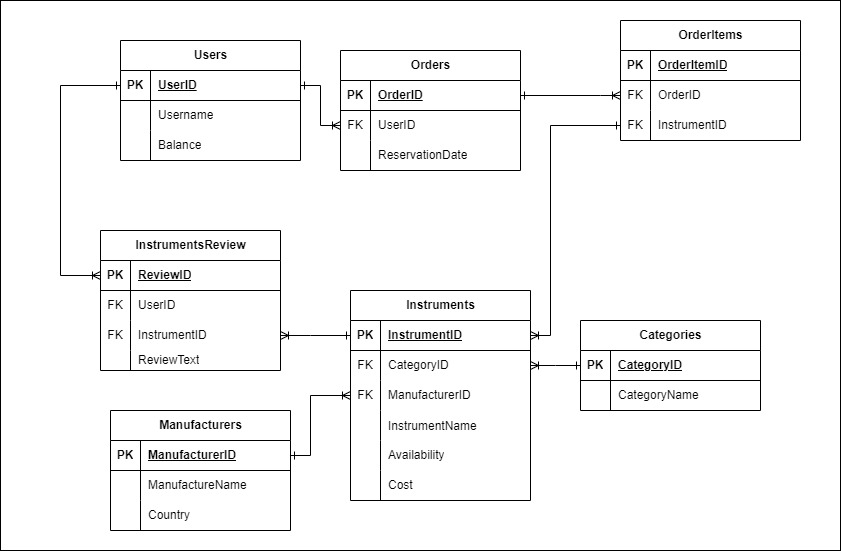 Users
PK UserID
Username
Balance
Orders
PK OrderID
FK UserID
ReservationDate
OrderItems
PK OrderItemID
FK OrderID
FK InstrumentID
InstrumentsReview
PK ReviewID
FK UserID
FK InstrumentID
ReviewText
Instruments
PK InstrumentID
FK CategoryID
FK ManufacturerID
InstrumentName
Availability
Cost
Categories
PK CategoryID
CategoryName
Manufacturers
PK ManufacturerID
ManufactureName
Country